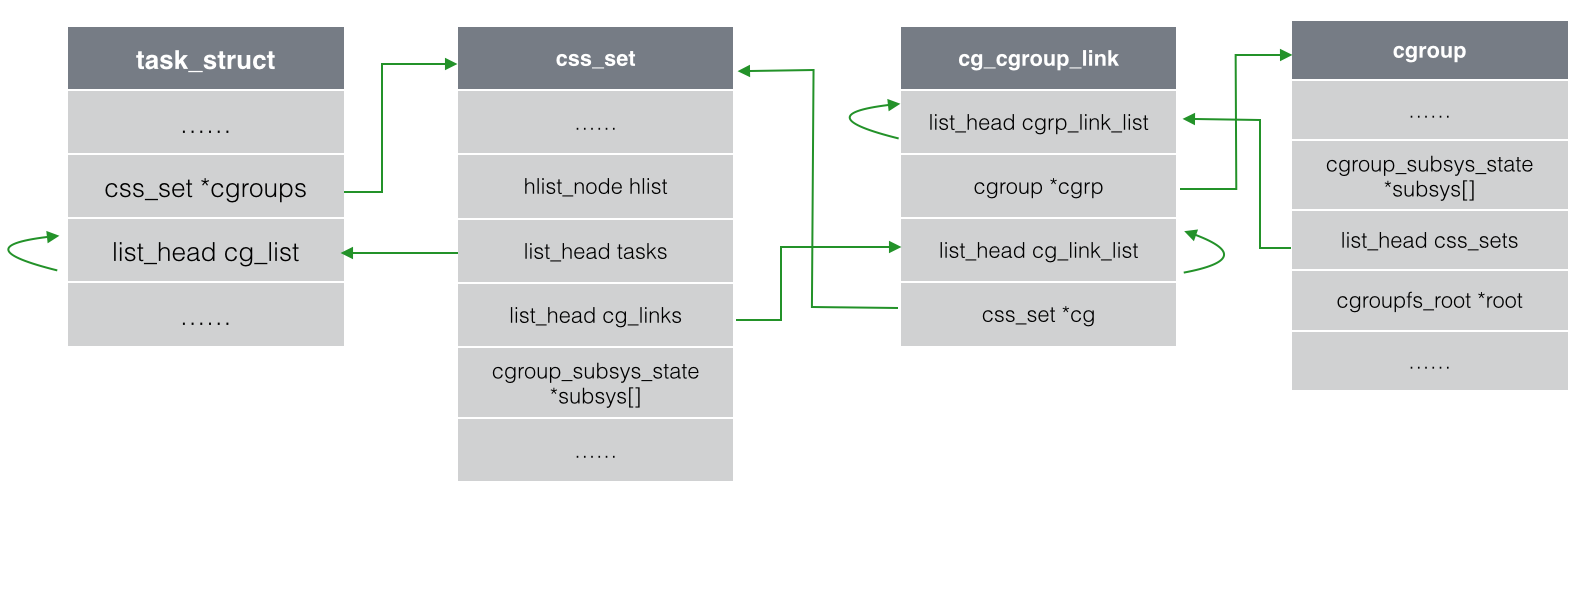 task_struct
......
css_set *cgroups
list_head cg_list
......
css_set
......
hlist_node hlist
list_head tasks
list_head cg_links
cgroup_subsys_state
*subsys[]
......
cg_cgroup_link
list_head cgrp_link_list
cgroup *cgrp
list_head cg_link_list
css_set *cg
cgroup
......
cgroup_subsys_state
*subsys[]
list_head css_sets
cgroupfs_root *root
......